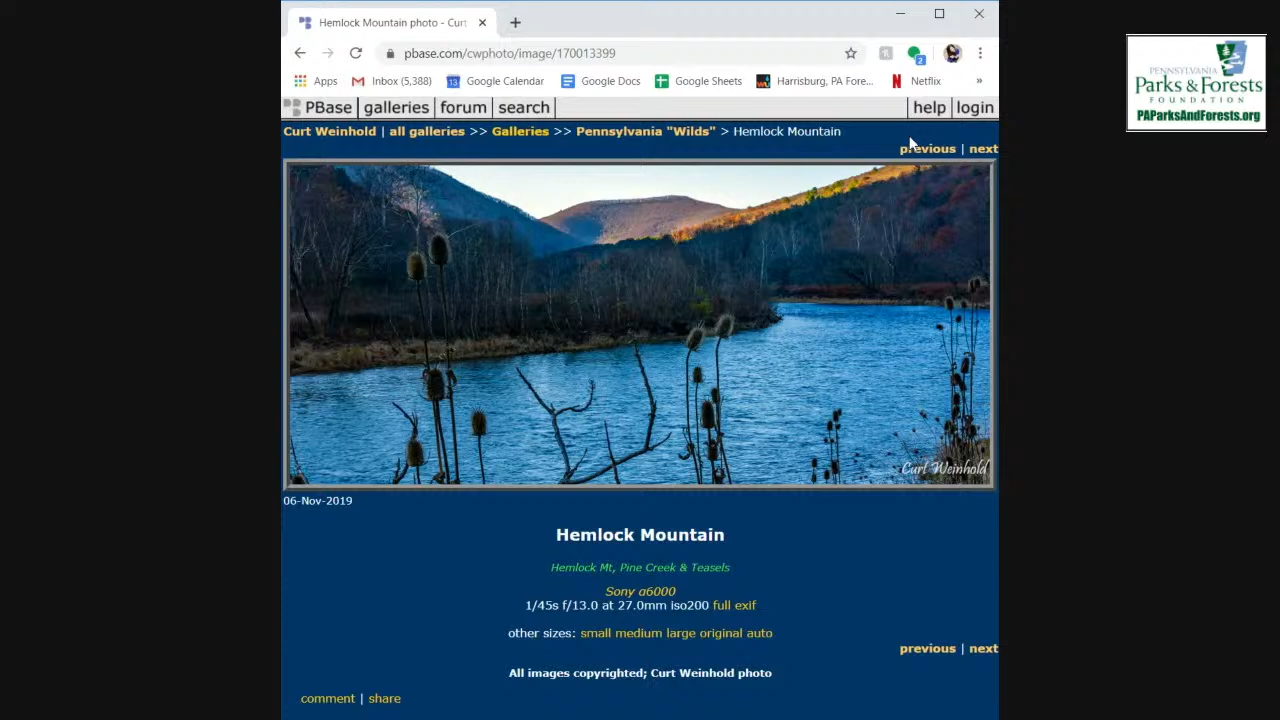 Hemlock Mountain photo - Curt
pbase.com/cwphoto/image/170013399
2
Apps
Inbox (5,388)
13
Google Calendar
Google Docs
Google Sheets
Harrisburg, PA Fore...
Netflix
»
PBase galleries forum search
help login
Curt Weinhold | all galleries >> Galleries >> Pennsylvania "Wilds" > Hemlock Mountain
previous | next
Curt Weinhold
06-Nov-2019
Hemlock Mountain
Hemlock Mt, Pine Creek & Teasels
Sony α6000
1/45s f/13.0 at 27.0mm iso200 full exif
other sizes: small medium large original auto
previous | next
All images copyrighted; Curt Weinhold photo
comment | share
PENNSYLVANIA
Parks & Forests
FOUNDATION
PAParksAndForests.org